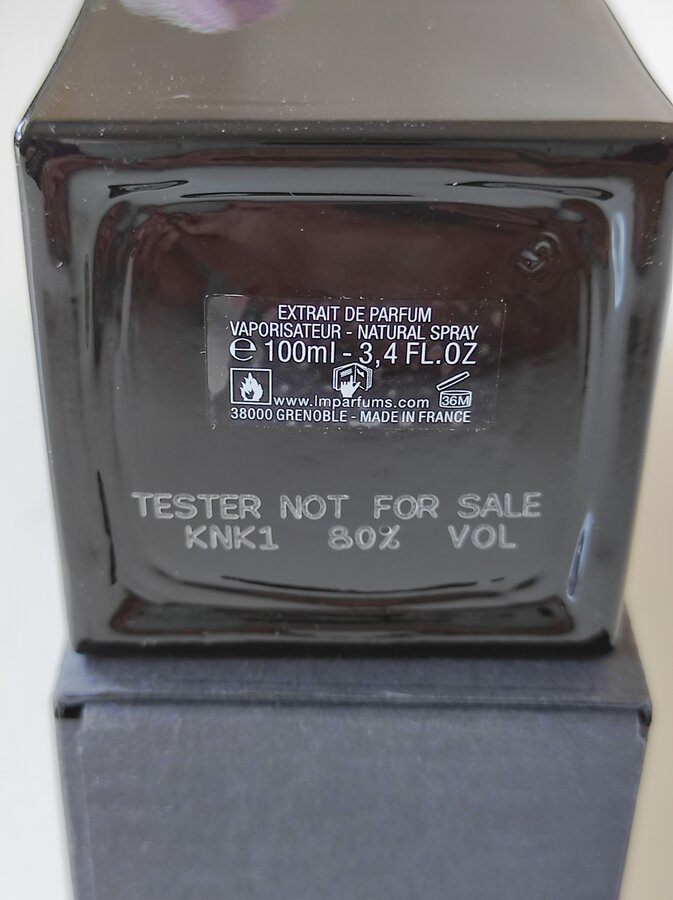 EXTRAIT DE PARFUM
VAPORISATEUR - NATURAL SPRAY
℮ 100ml - 3,4 FL.OZ
www.lmparfums.com 36M
38000 GRENOBLE - MADE IN FRANCE
TESTER NOT FOR SALE
KNK1 80% VOL